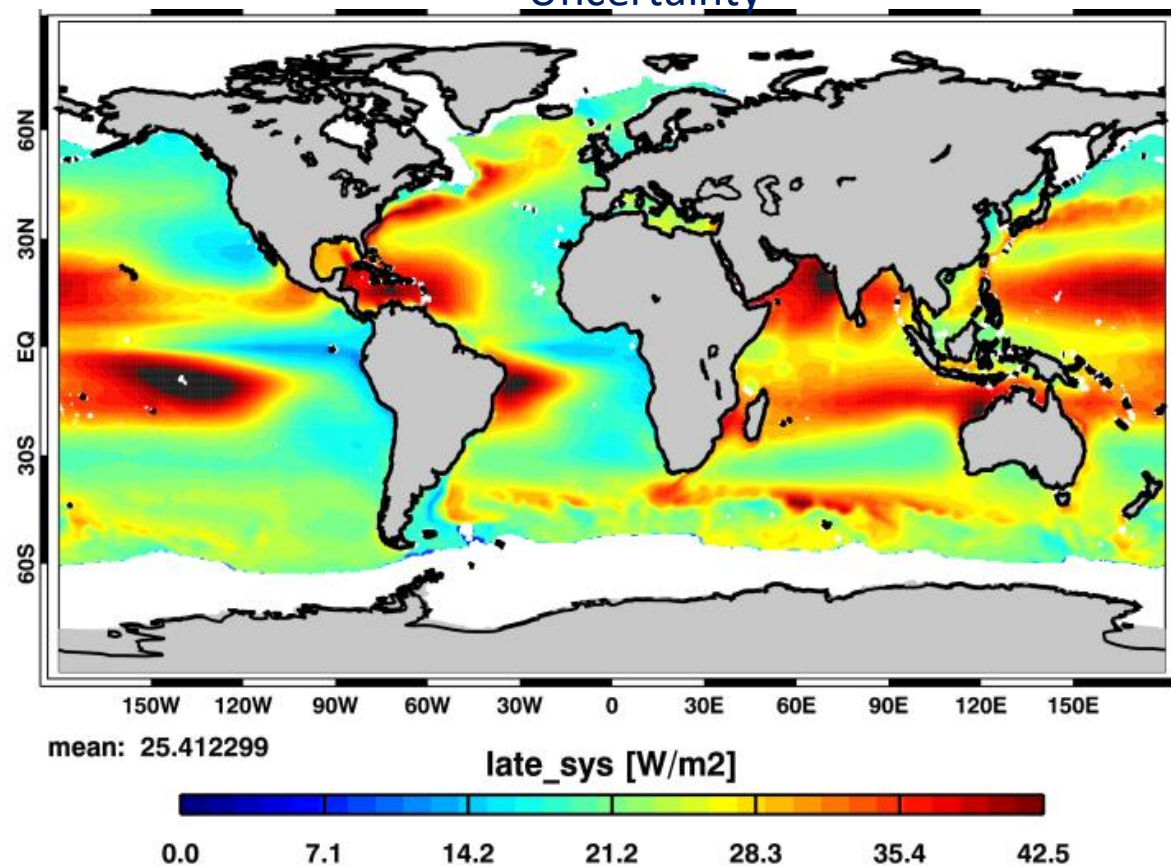 Uncertainty
60N
30N
EQ
30S
60S
150W 120W 90W 60W 30W 0 30E 60E 90E 120E 150E
mean: 25.412299
late_sys [W/m2]
0.0 7.1 14.2 21.2 28.3 35.4 42.5